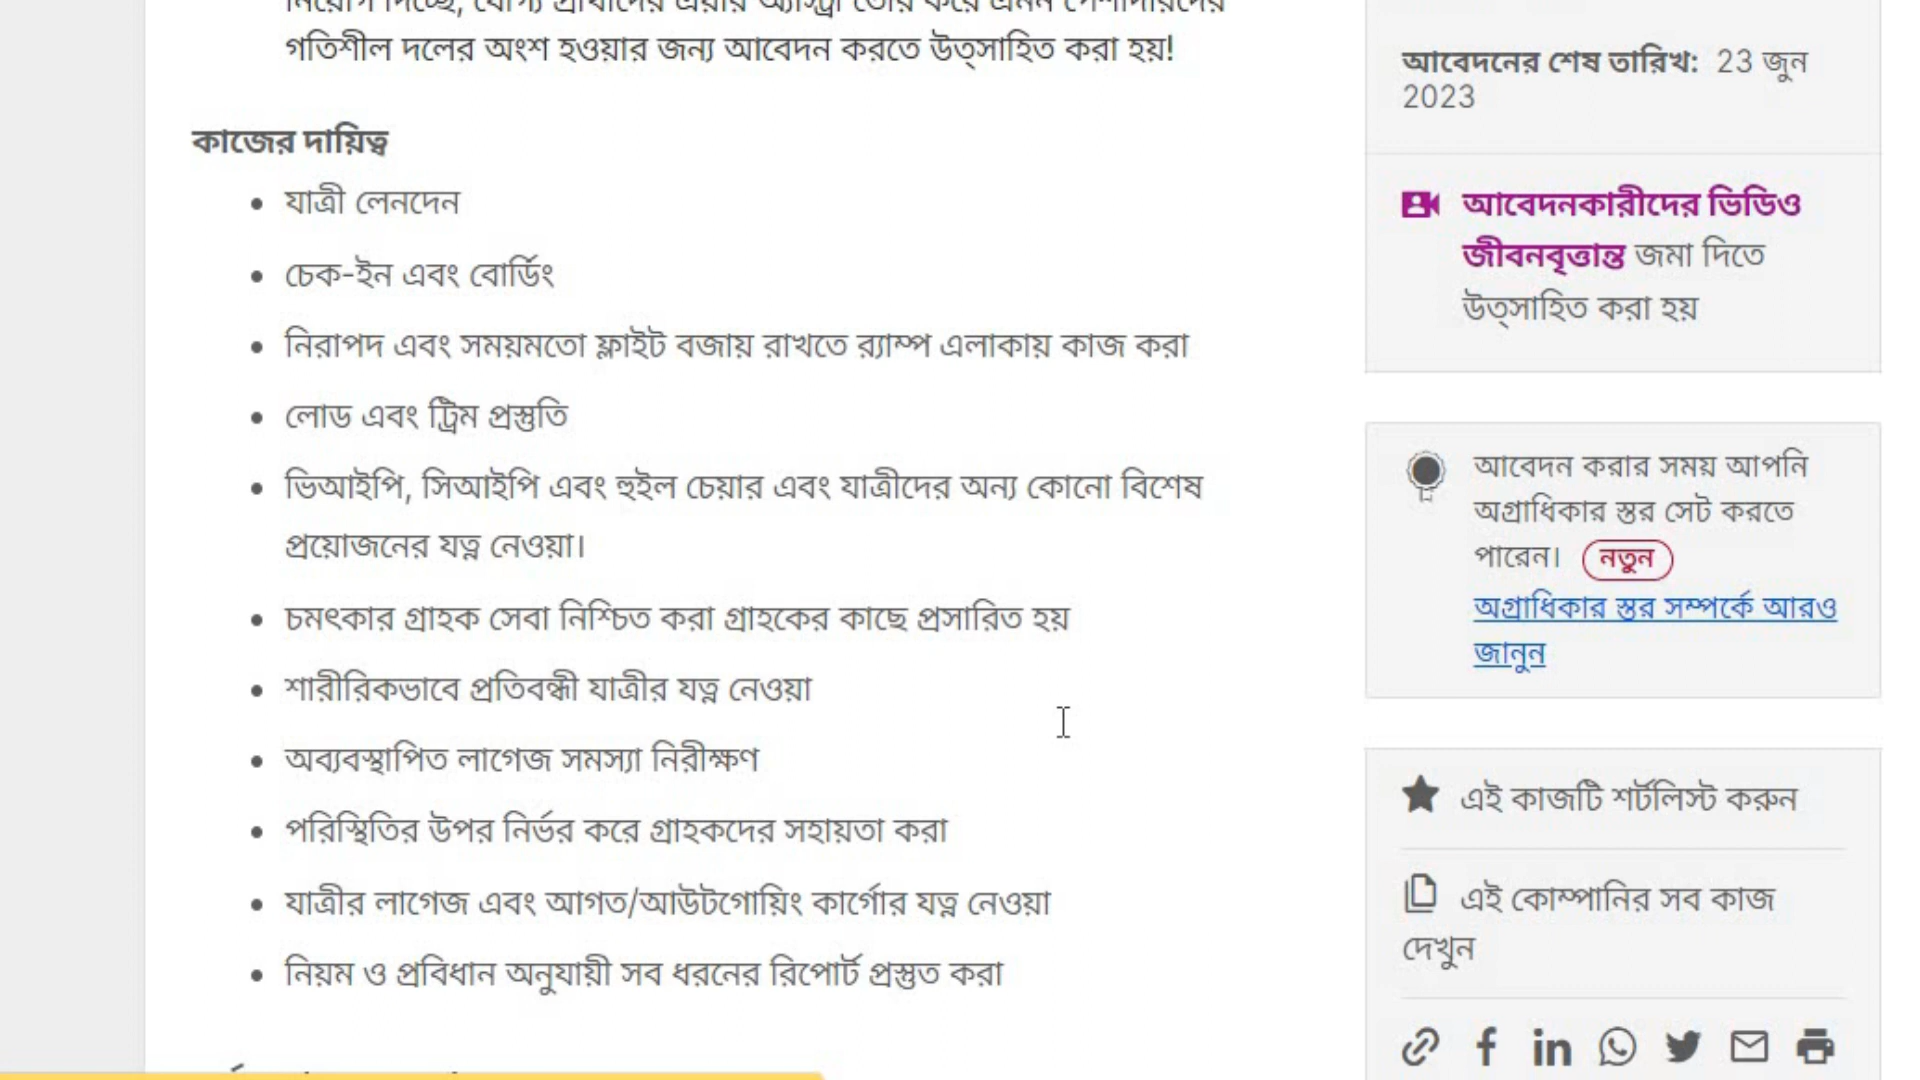 নিয়োগ দিচ্ছে, যোগ্য প্রার্থীদের এয়ার অ্যাস্ট্রা তৈরি করে এমন পেশাদারদের
গতিশীল দলের অংশ হওয়ার জন্য আবেদন করতে উত্সাহিত করা হয়!
কাজের দায়িত্ব
যাত্রী লেনদেন
চেক-ইন এবং বোর্ডিং
নিরাপদ এবং সময়মতো ফ্লাইট বজায় রাখতে র‍্যাম্প এলাকায় কাজ করা
লোড এবং ট্রিম প্রস্তুতি
ভিআইপি, সিআইপি এবং হুইল চেয়ার এবং যাত্রীদের অন্য কোনো বিশেষ
প্রয়োজনের যত্ন নেওয়া।
চমৎকার গ্রাহক সেবা নিশ্চিত করা গ্রাহকের কাছে প্রসারিত হয়
শারীরিকভাবে প্রতিবন্ধী যাত্রীর যত্ন নেওয়া
অব্যবস্থাপিত লাগেজ সমস্যা নিরীক্ষণ
পরিস্থিতির উপর নির্ভর করে গ্রাহকদের সহায়তা করা
যাত্রীর লাগেজ এবং আগত/আউটগোয়িং কার্গোর যত্ন নেওয়া
নিয়ম ও প্রবিধান অনুযায়ী সব ধরনের রিপোর্ট প্রস্তুত করা
আবেদনের শেষ তারিখ: 23 জুন
2023
আবেদনকারীদের ভিডিও
জীবনবৃত্তান্ত জমা দিতে
উত্সাহিত করা হয়
আবেদন করার সময় আপনি
অগ্রাধিকার স্তর সেট করতে
পারেন। নতুন
অগ্রাধিকার স্তর সম্পর্কে আরও
জানুন
এই কাজটি শর্টলিস্ট করুন
এই কোম্পানির সব কাজ
দেখুন